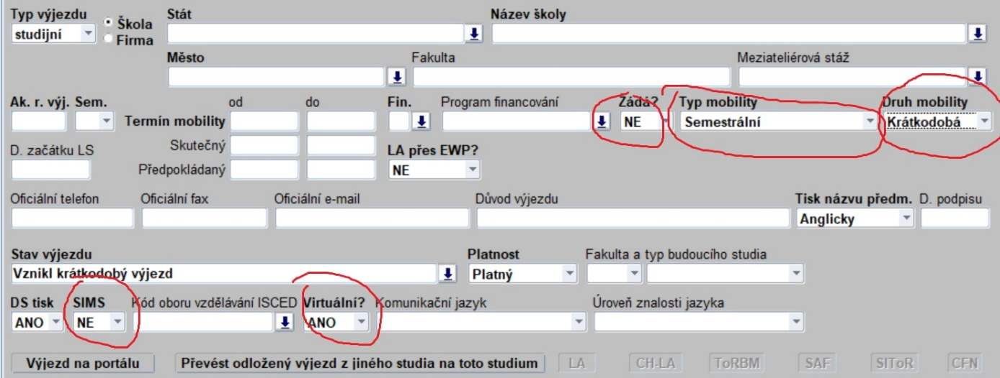 Typ výjezdu Škola Stát Název školy
studijní Firma
Město Fakulta Meziateliérová stáž
Ak. r. výj. Sem. od do Fin. Program financování Žádá? Typ mobility Druh mobility
Termín mobility NE Semestrální Krátkodobá
D. začátku LS Skutečný LA přes EWP?
Předpokládaný NE
Oficiální telefon Oficiální fax Oficiální e-mail Důvod výjezdu Tisk názvu předm. D. podpisu
Anglicky
Stav výjezdu Platnost Fakulta a typ budoucího studia
Vznikl krátkodobý výjezd Platný
DS tisk SIMS Kód oboru vzdělávání ISCED Virtuální? Komunikační jazyk Úroveň znalosti jazyka
ANO NE ANO
Výjezd na portálu Převést odložený výjezd z jiného studia na toto studium LA CH-LA ToRBM SAF SIToR CFN